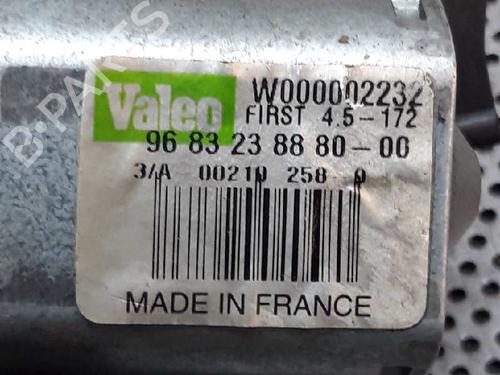 Valeo
W000002232
FIRST 4.5-172
96 83 23 88 80-00
3/A 00210 258 0
MADE IN FRANCE
B-PARTS